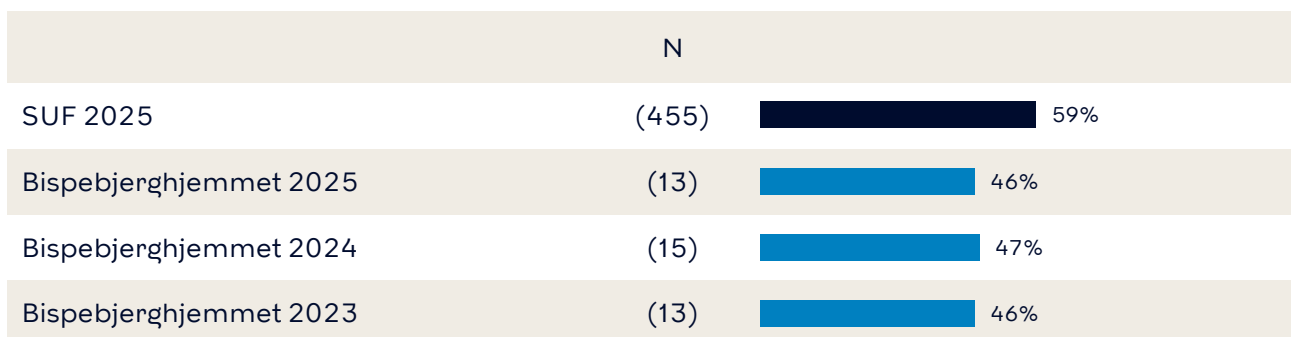 N
SUF 2025 (455) 59%
Bispebjerghjemmet 2025 (13) 46%
Bispebjerghjemmet 2024 (15) 47%
Bispebjerghjemmet 2023 (13) 46%